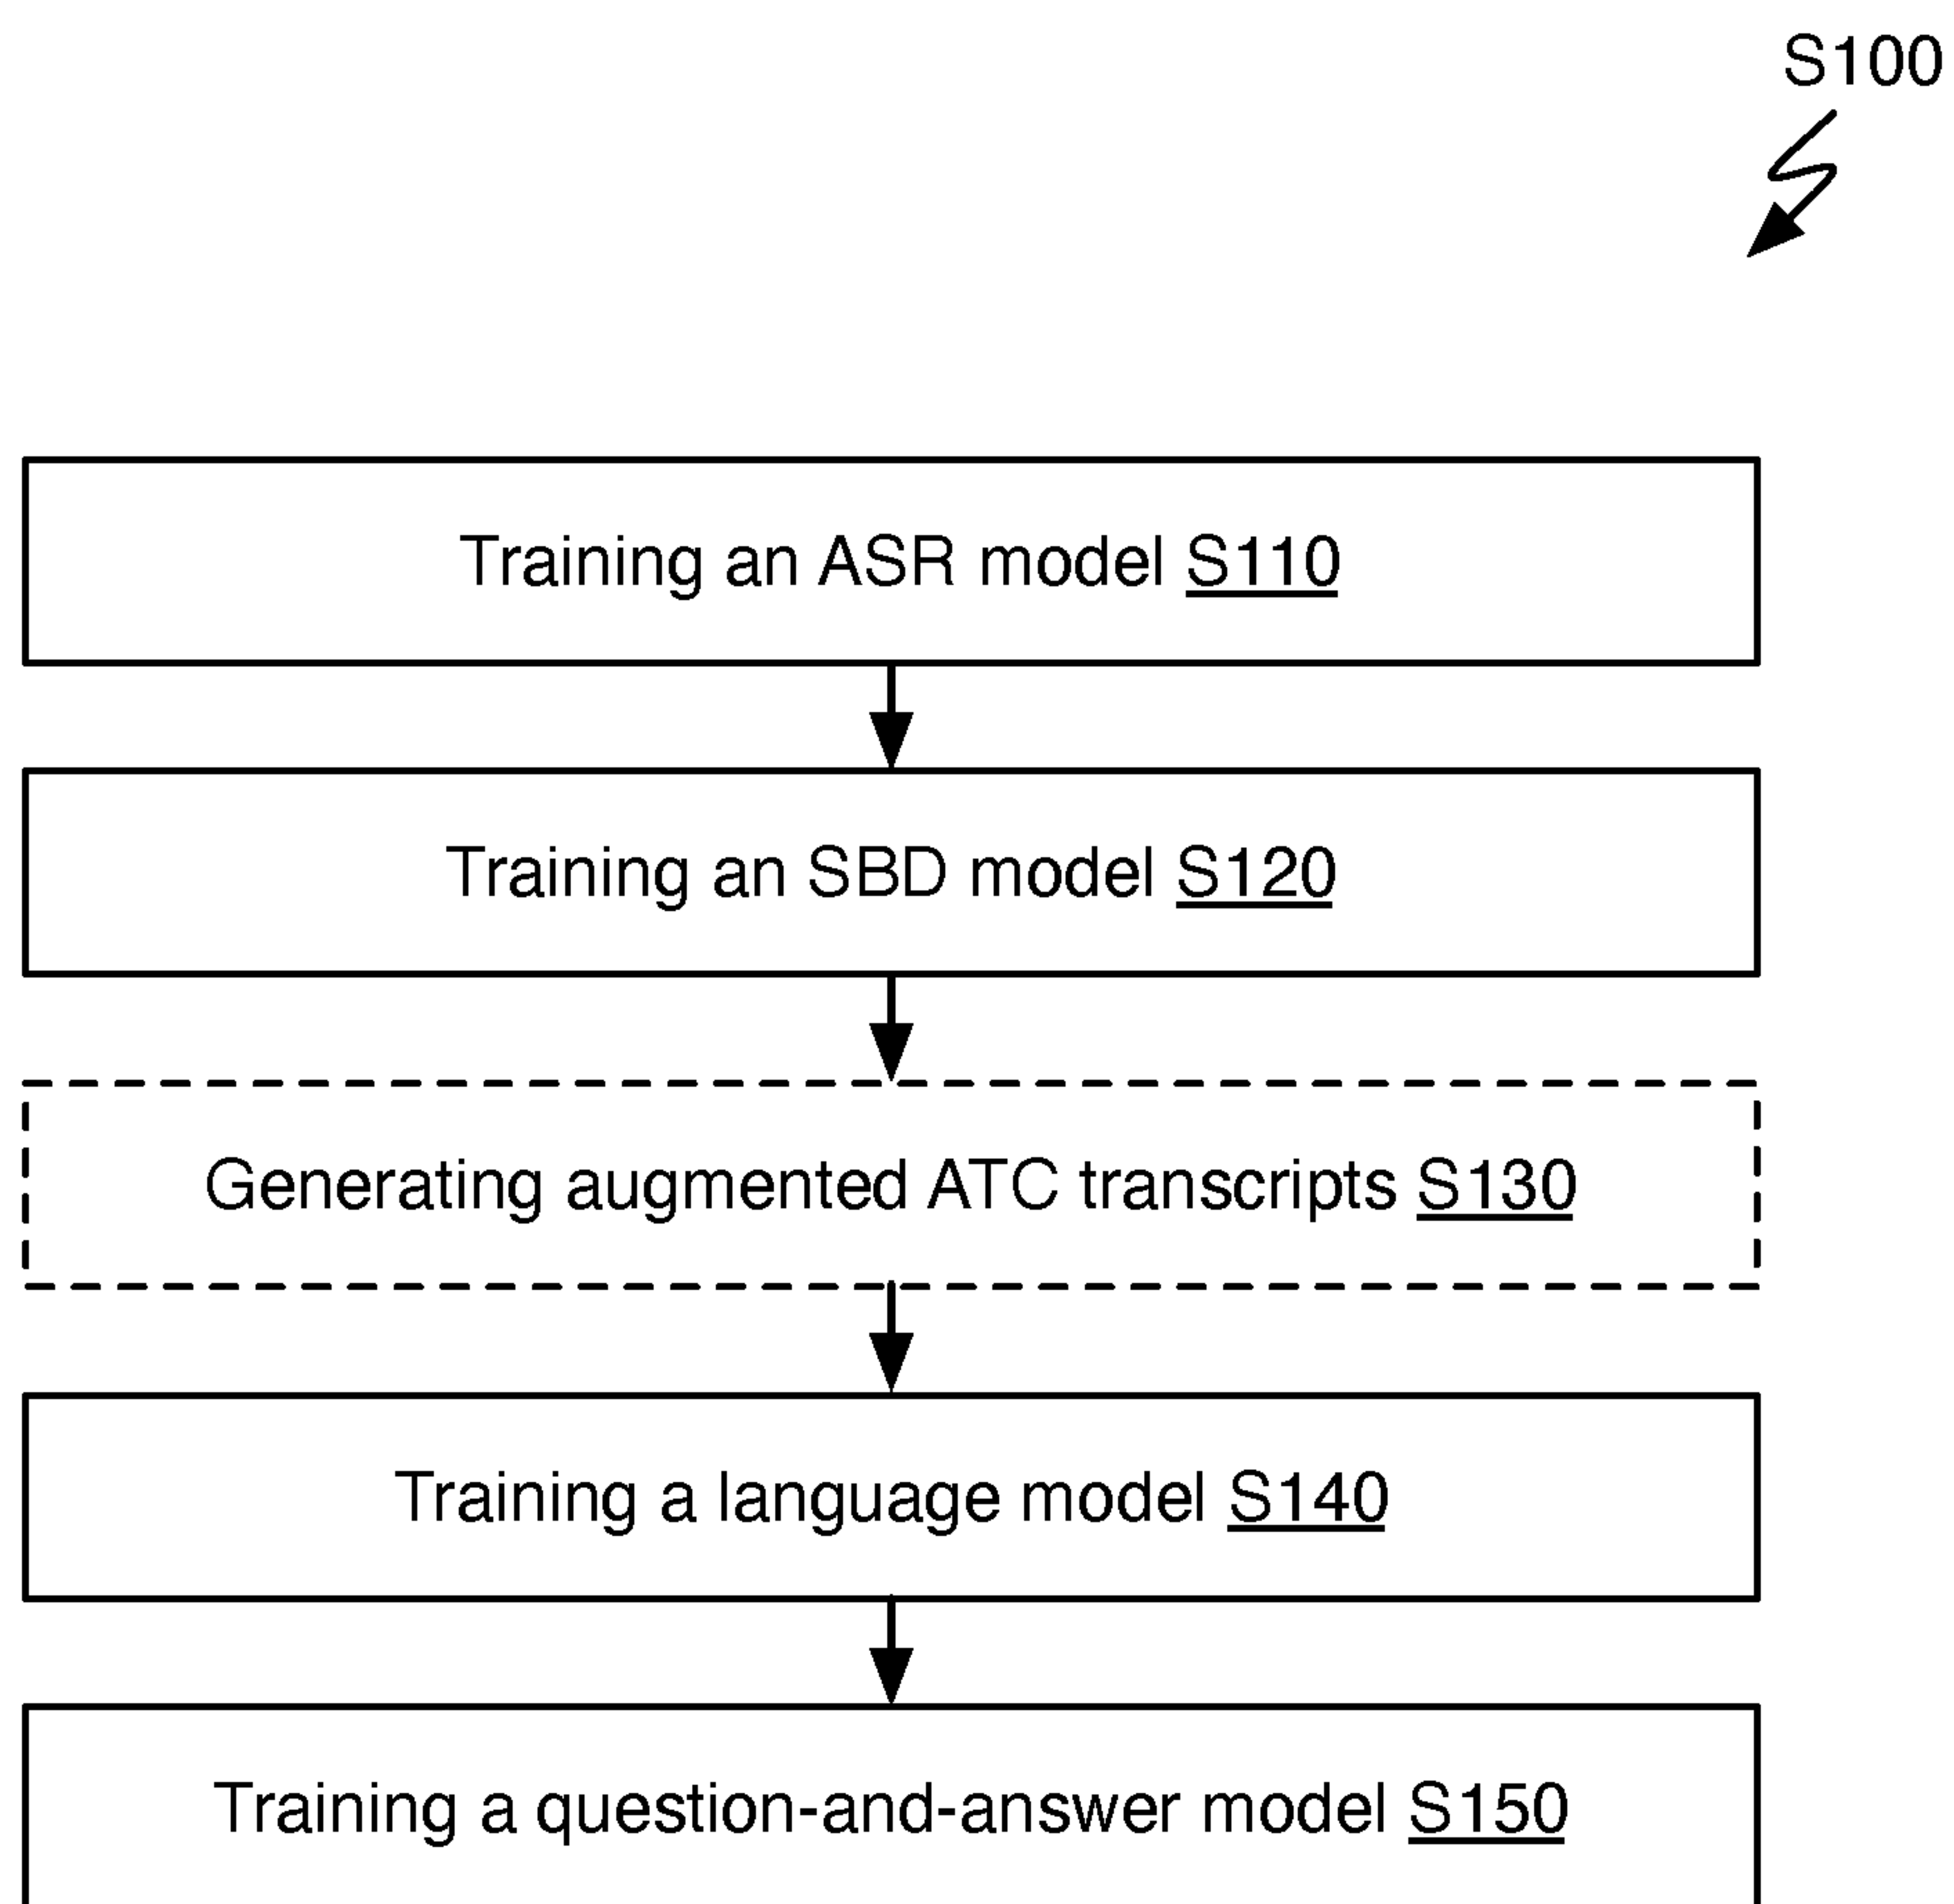 S100
Training an ASR model S110
Training an SBD model S120
Generating augmented ATC transcripts S130
Training a language model S140
Training a question-and-answer model S150